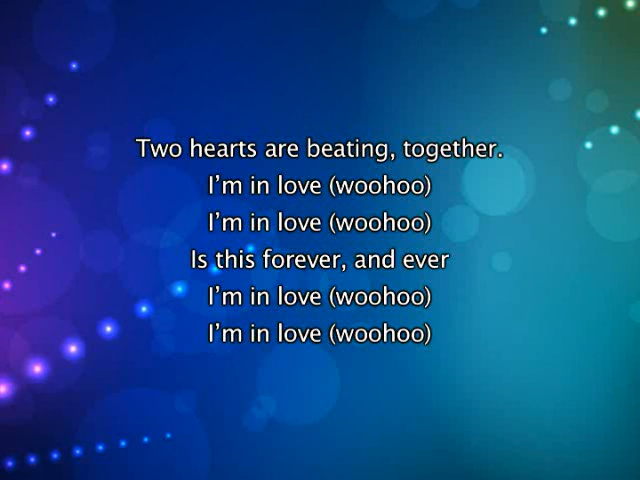 Two hearts are beating, together.
I'm in love (woohoo)
I'm in love (woohoo)
Is this forever, and ever
I'm in love (woohoo)
I'm in love (woohoo)